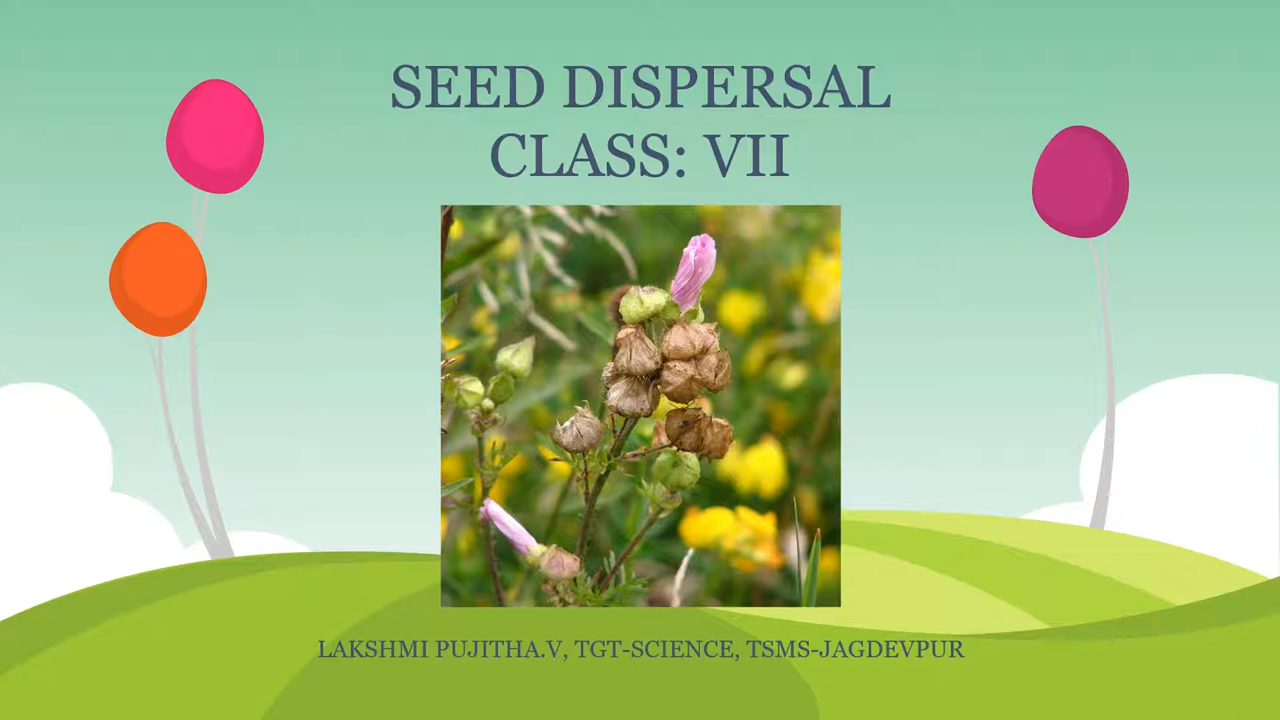 SEED DISPERSAL
CLASS: VII
LAKSHMI PUJITHA.V, TGT-SCIENCE, TSMS-JAGDEVPUR